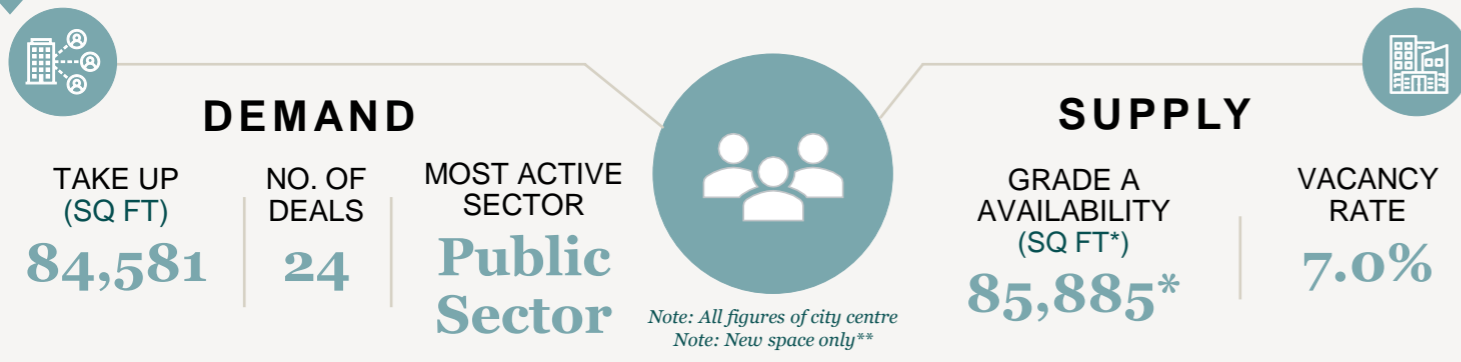 DEMAND
TAKE UP
(SQ FT)
84,581
NO. OF
DEALS
24
MOST ACTIVE
SECTOR
Public
Sector
Note: All figures of city centre
Note: New space only**
SUPPLY
GRADE A
AVAILABILITY
(SQ FT*)
85,885*
VACANCY
RATE
7.0%